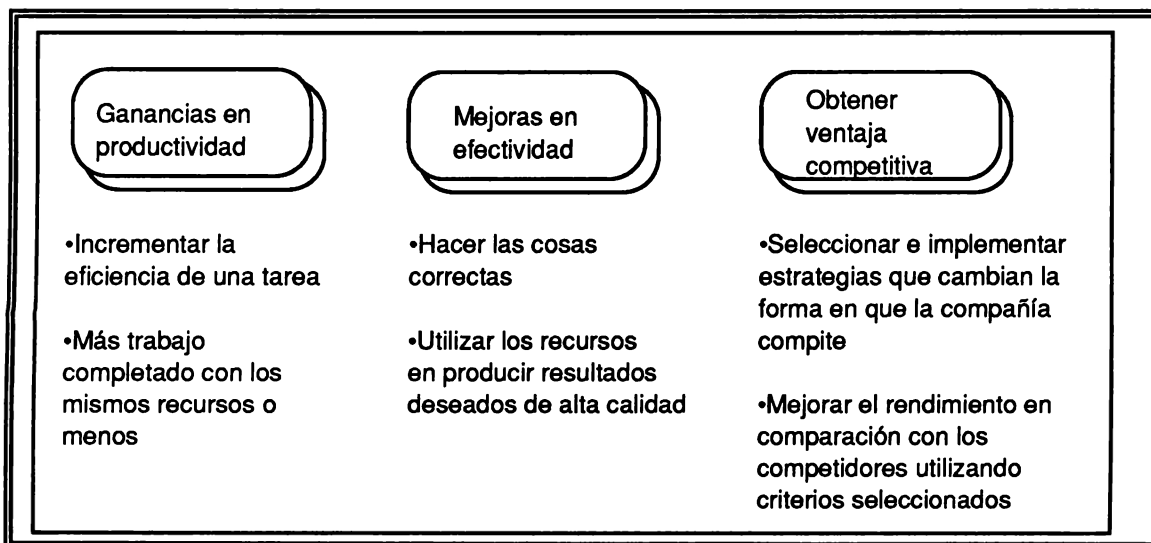 Ganancias en
productividad
•Incrementar la
eficiencia de una tarea
•Más trabajo
completado con los
mismos recursos o
menos
Mejoras en
efectividad
•Hacer las cosas
correctas
•Utilizar los recursos
en producir resultados
deseados de alta calidad
Obtener
ventaja
competitiva
•Seleccionar e implementar
estrategias que cambian la
forma en que la compañía
compite
•Mejorar el rendimiento en
comparación con los
competidores utilizando
criterios seleccionados